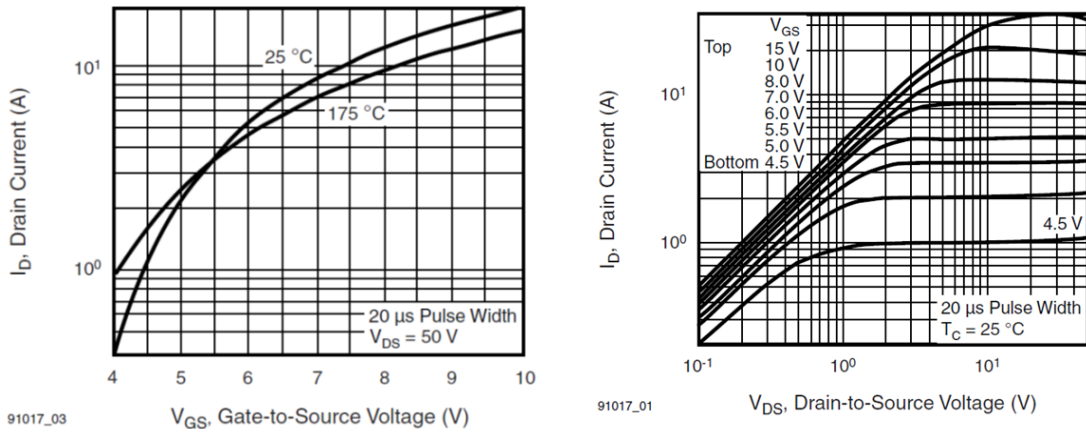 I_D, Drain Current (A)
10¹
10⁰
25 °C
175 °C
20 μs Pulse Width
V_DS = 50 V
4 5 6 7 8 9 10
91017_03
V_GS, Gate-to-Source Voltage (V)
I_D, Drain Current (A)
10¹
10⁰
V_GS
Top 15 V
10 V
8.0 V
7.0 V
6.0 V
5.5 V
5.0 V
Bottom 4.5 V
4.5 V
20 μs Pulse Width
T_C = 25 °C
10⁻¹ 10⁰ 10¹
91017_01
V_DS, Drain-to-Source Voltage (V)